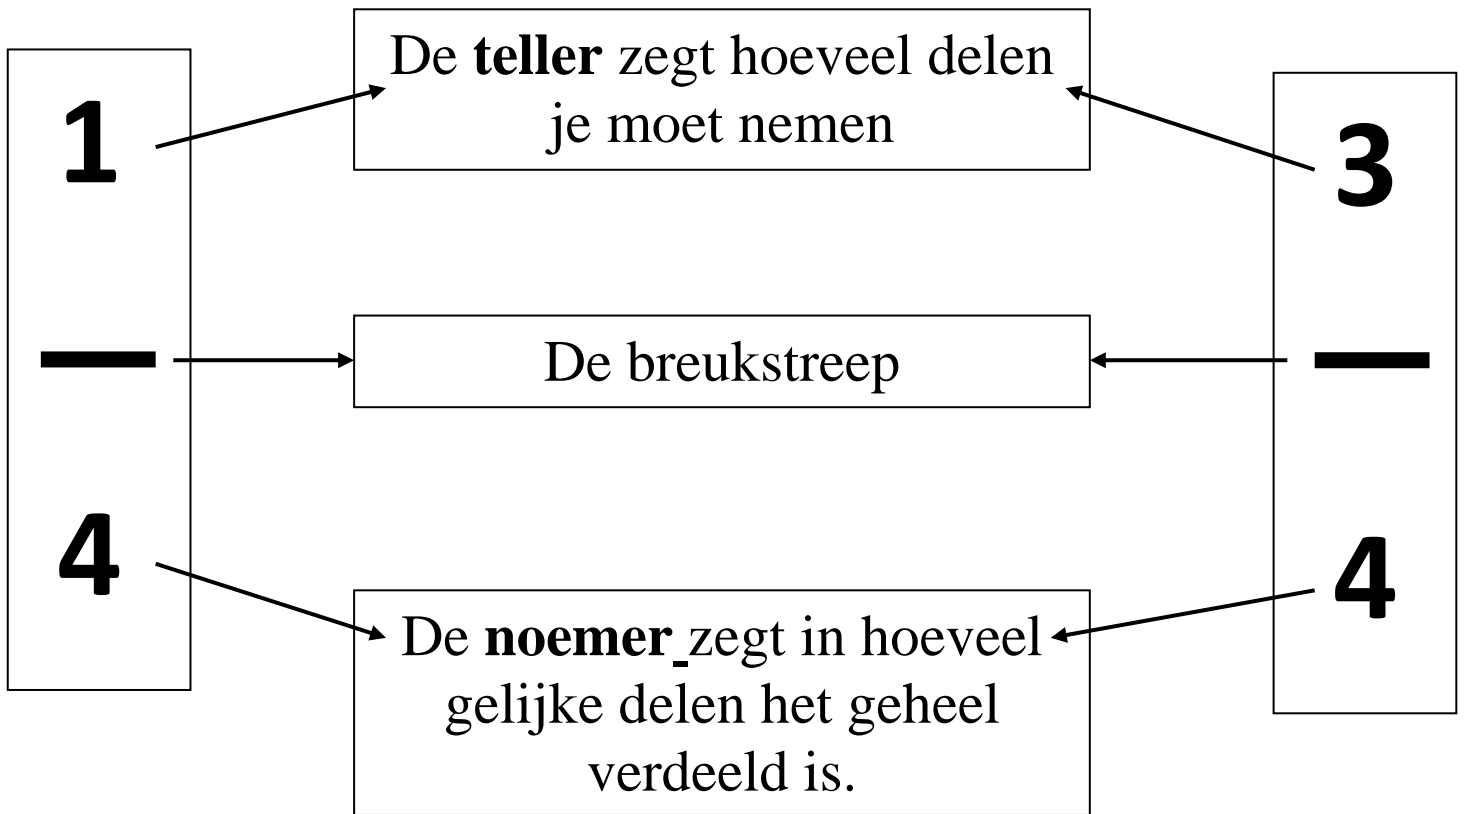 De teller zegt hoeveel delen
je moet nemen
1
3
De breukstreep
4
4
De noemer zegt in hoeveel
gelijke delen het geheel
verdeeld is.